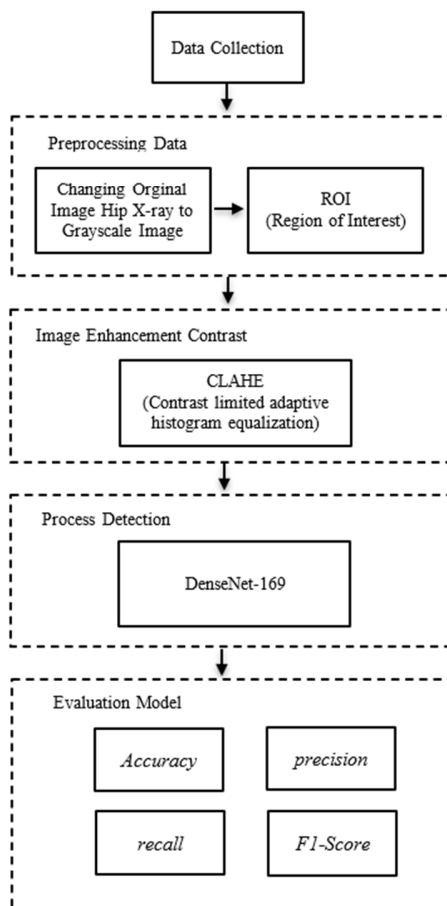 Data Collection
Preprocessing Data
Changing Orginal
Image Hip X-ray to
Grayscale Image
ROI
(Region of Interest)
Image Enhancement Contrast
CLAHE
(Contrast limited adaptive
histogram equalization)
Process Detection
DenseNet-169
Evaluation Model
Accuracy
precision
recall
F1-Score